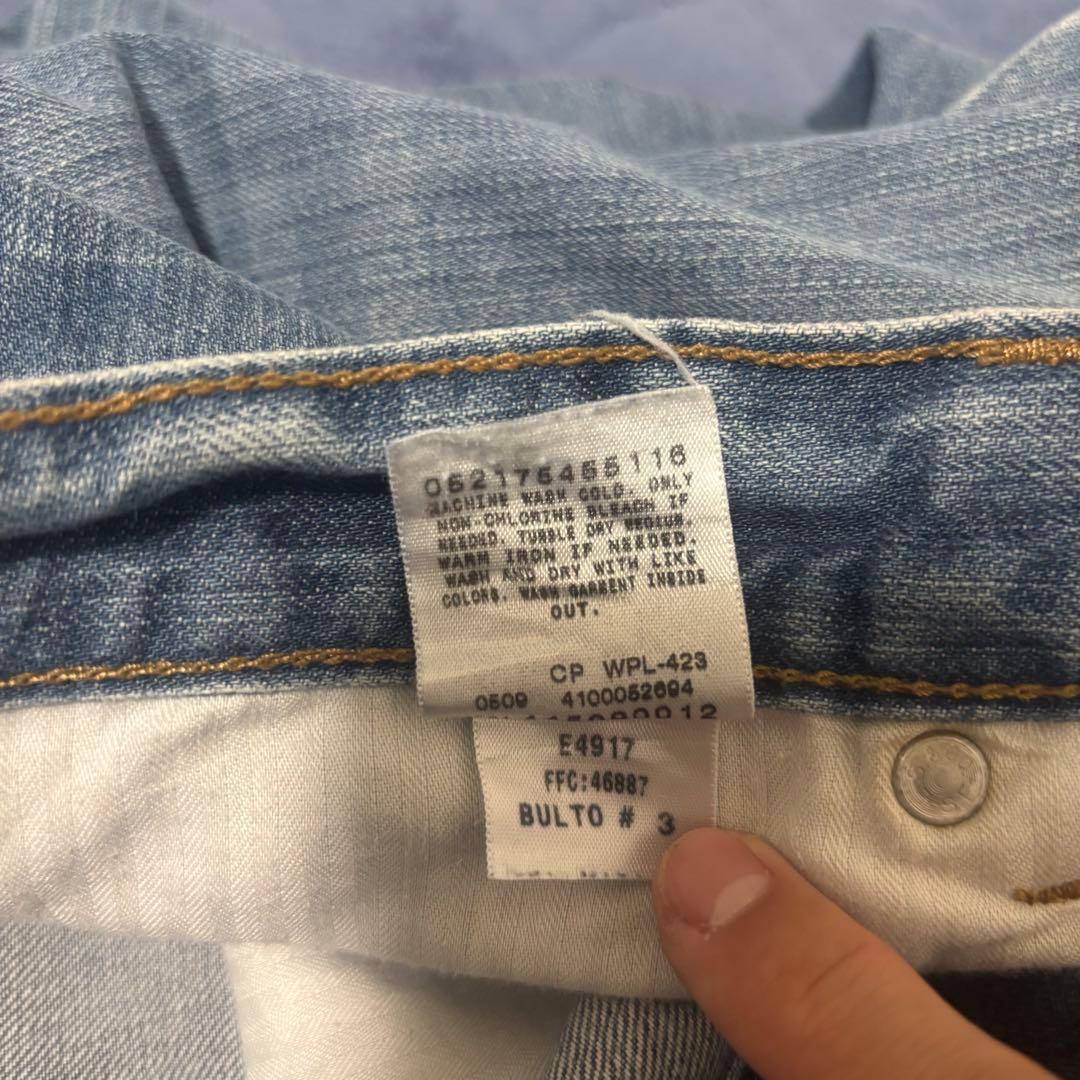 052175455116
MACHINE WASH COLD. ONLY
NON-CHLORINE BLEACH IF
NEEDED. TUMBLE DRY MEDIUM.
WARM IRON IF NEEDED.
WASH AND DRY WITH LIKE
COLORS. WASH GARMENT INSIDE
OUT.
CP WPL-423
0509 4100052694
E4917
FFC:46887
BULTO # 3